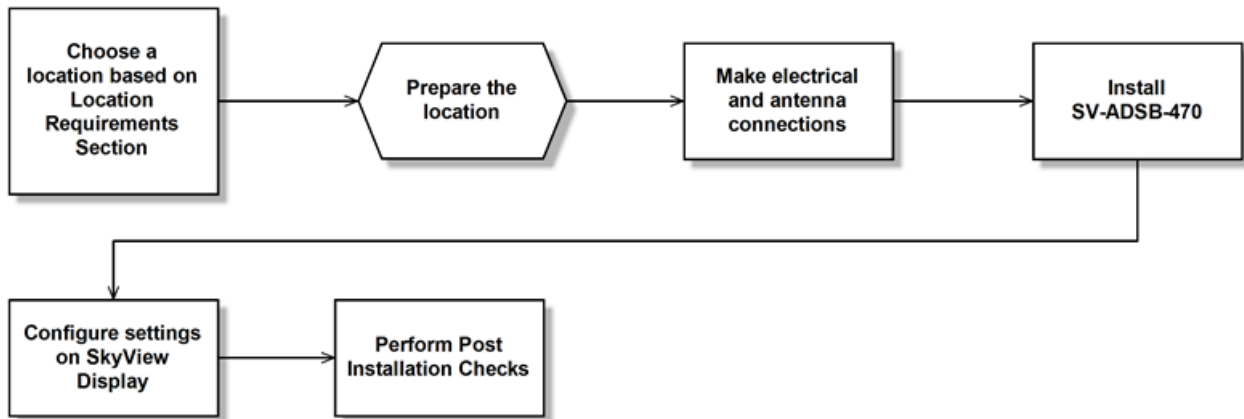 Choose a
location based on
Location
Requirements
Section
Prepare the
location
Make electrical
and antenna
connections
Install
SV-ADSB-470
Configure settings
on SkyView
Display
Perform Post
Installation Checks